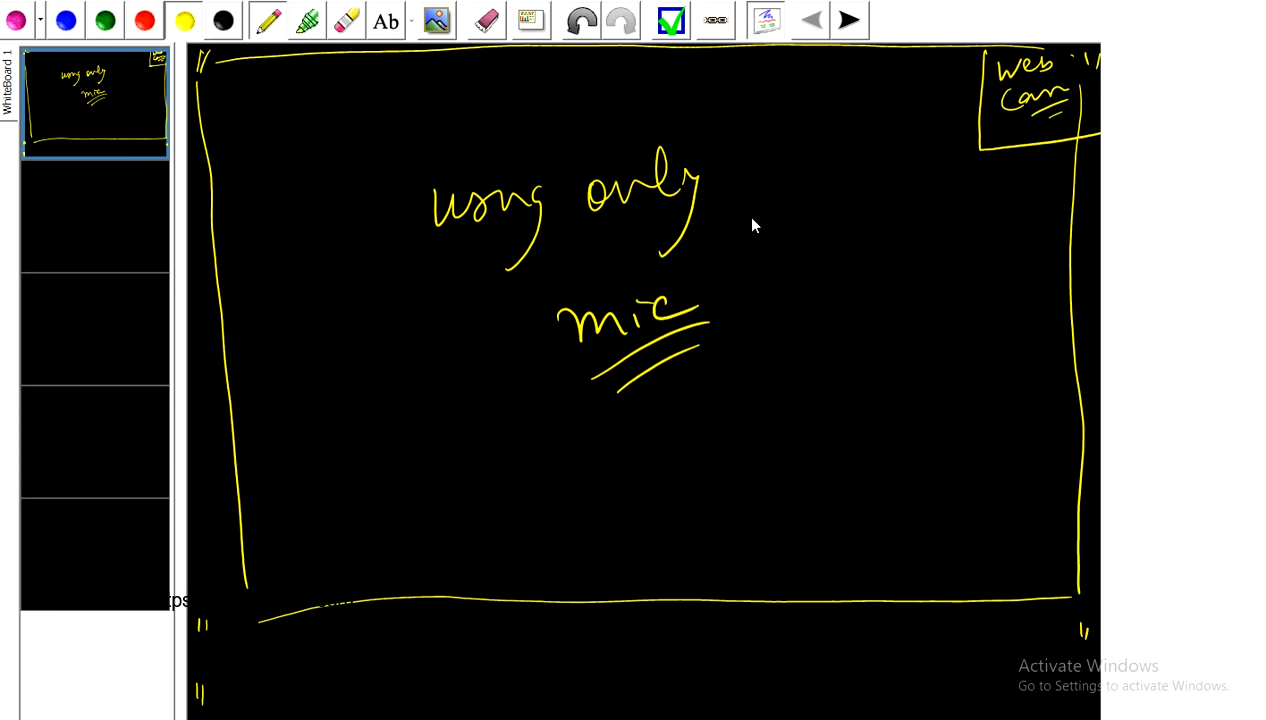 Ab
WhiteBoard 1
Web
Cam
using only
mic
Activate Windows
Go to Settings to activate Windows.